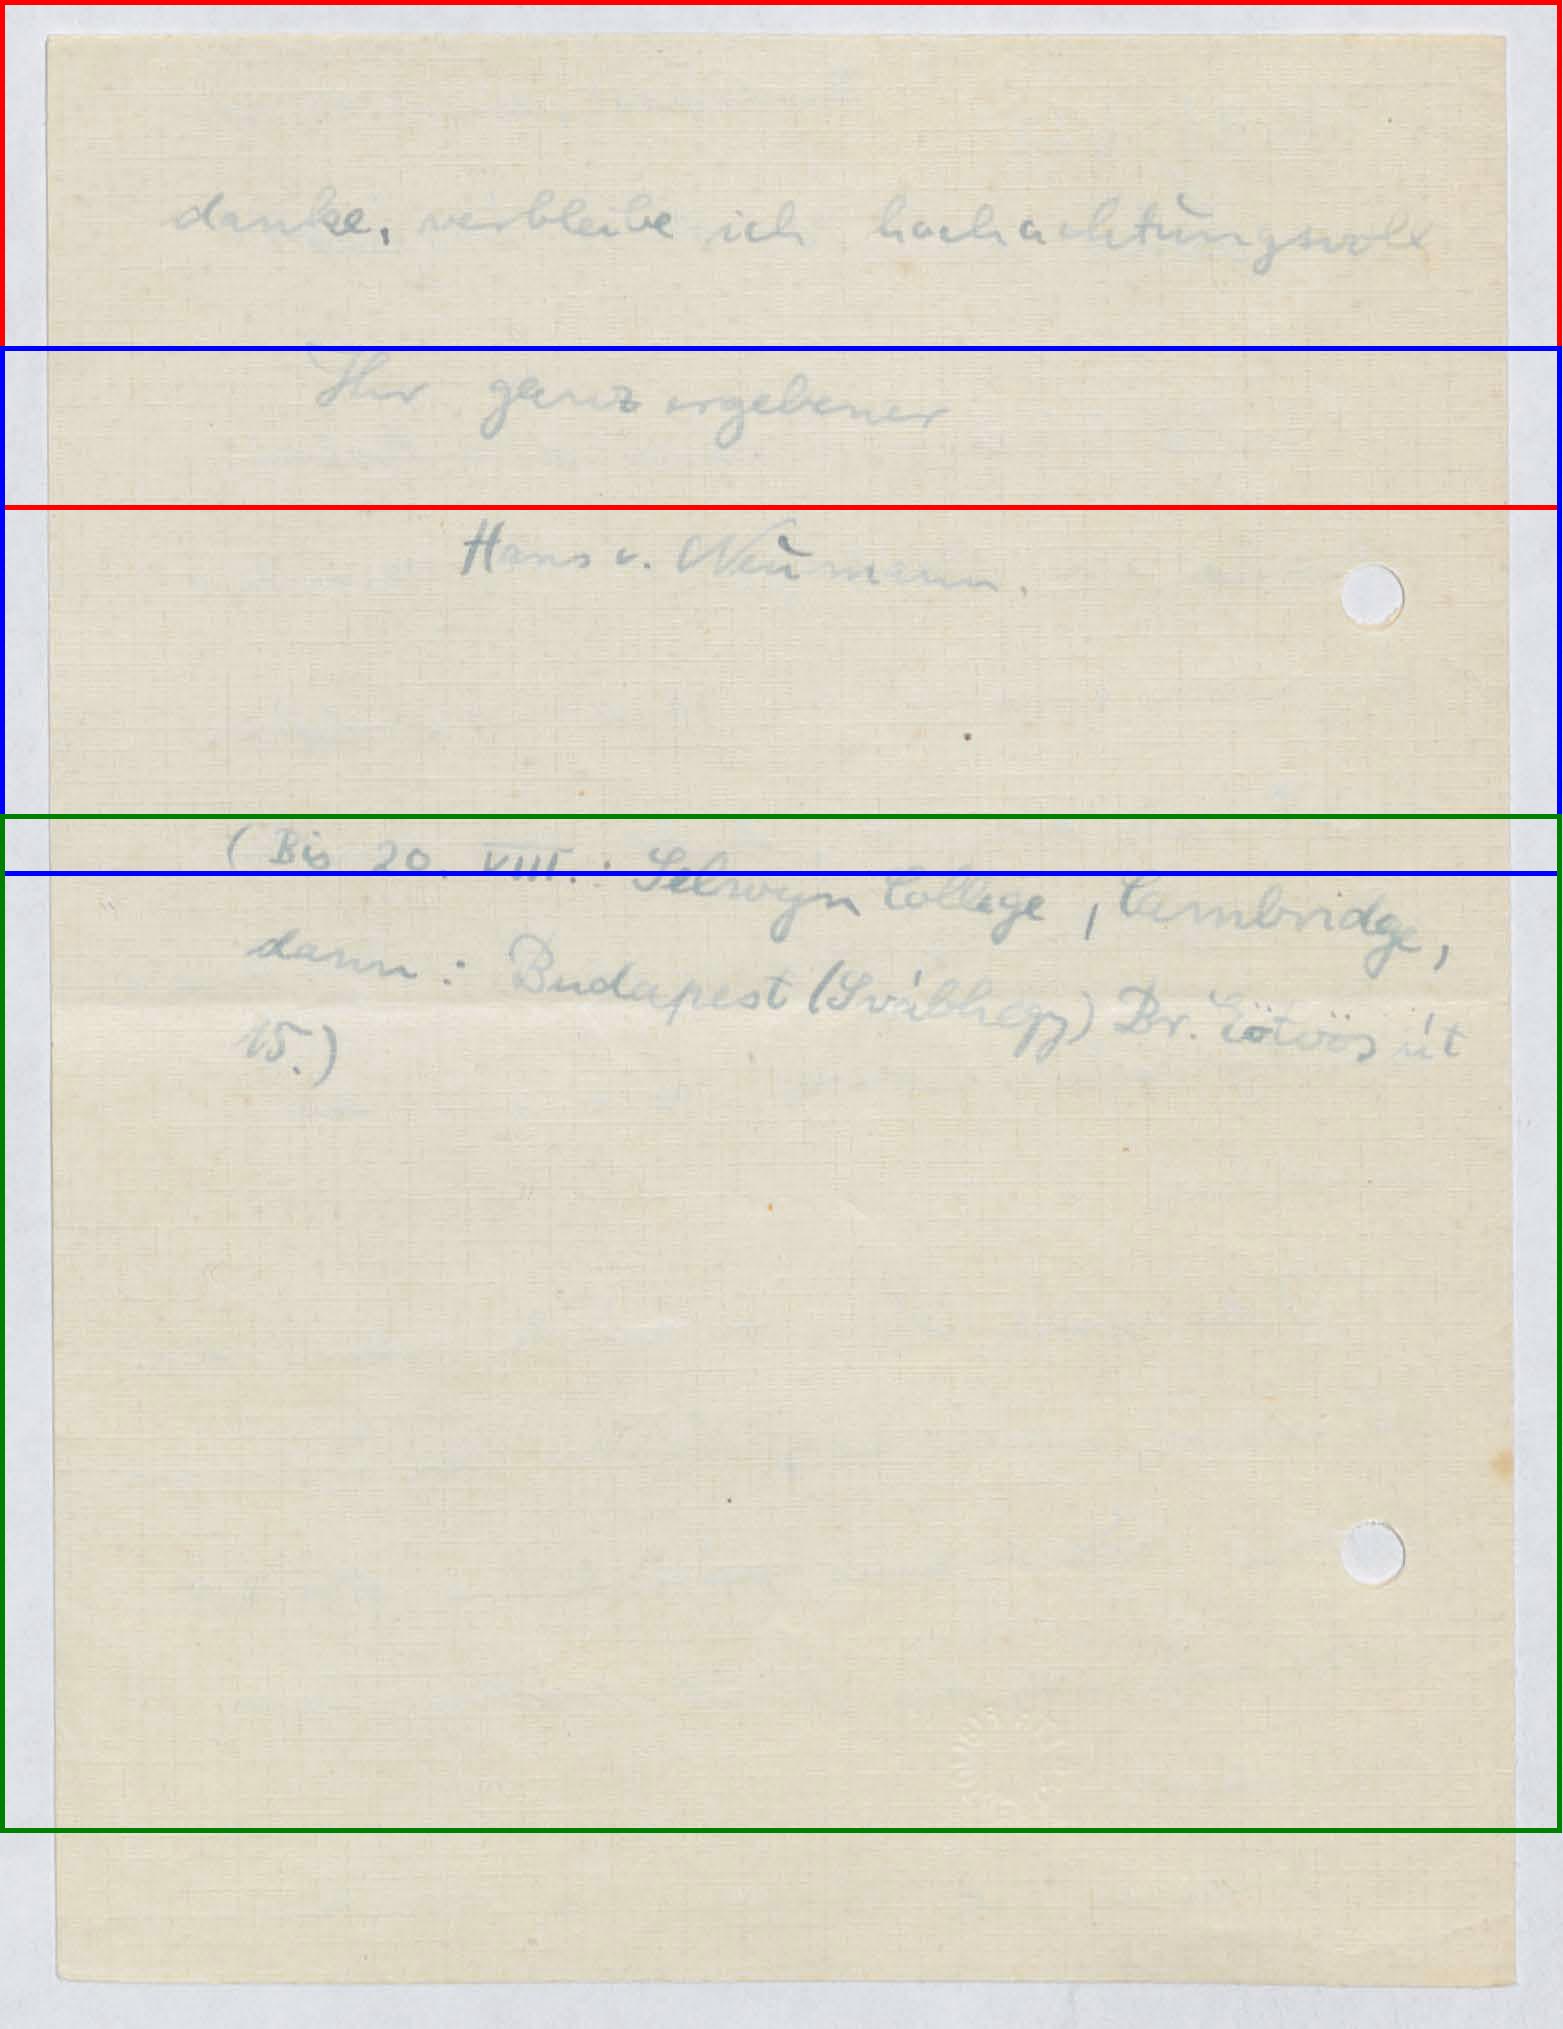 danke, verbleibe ich hochachtungsvoll
Ihr ganz ergebener
Hans v. Neumann.
(Bis 20. VIII.: Selwyn College, Cambridge,
dann: Budapest (Svábhegy) Br. Eötvös út
15.)